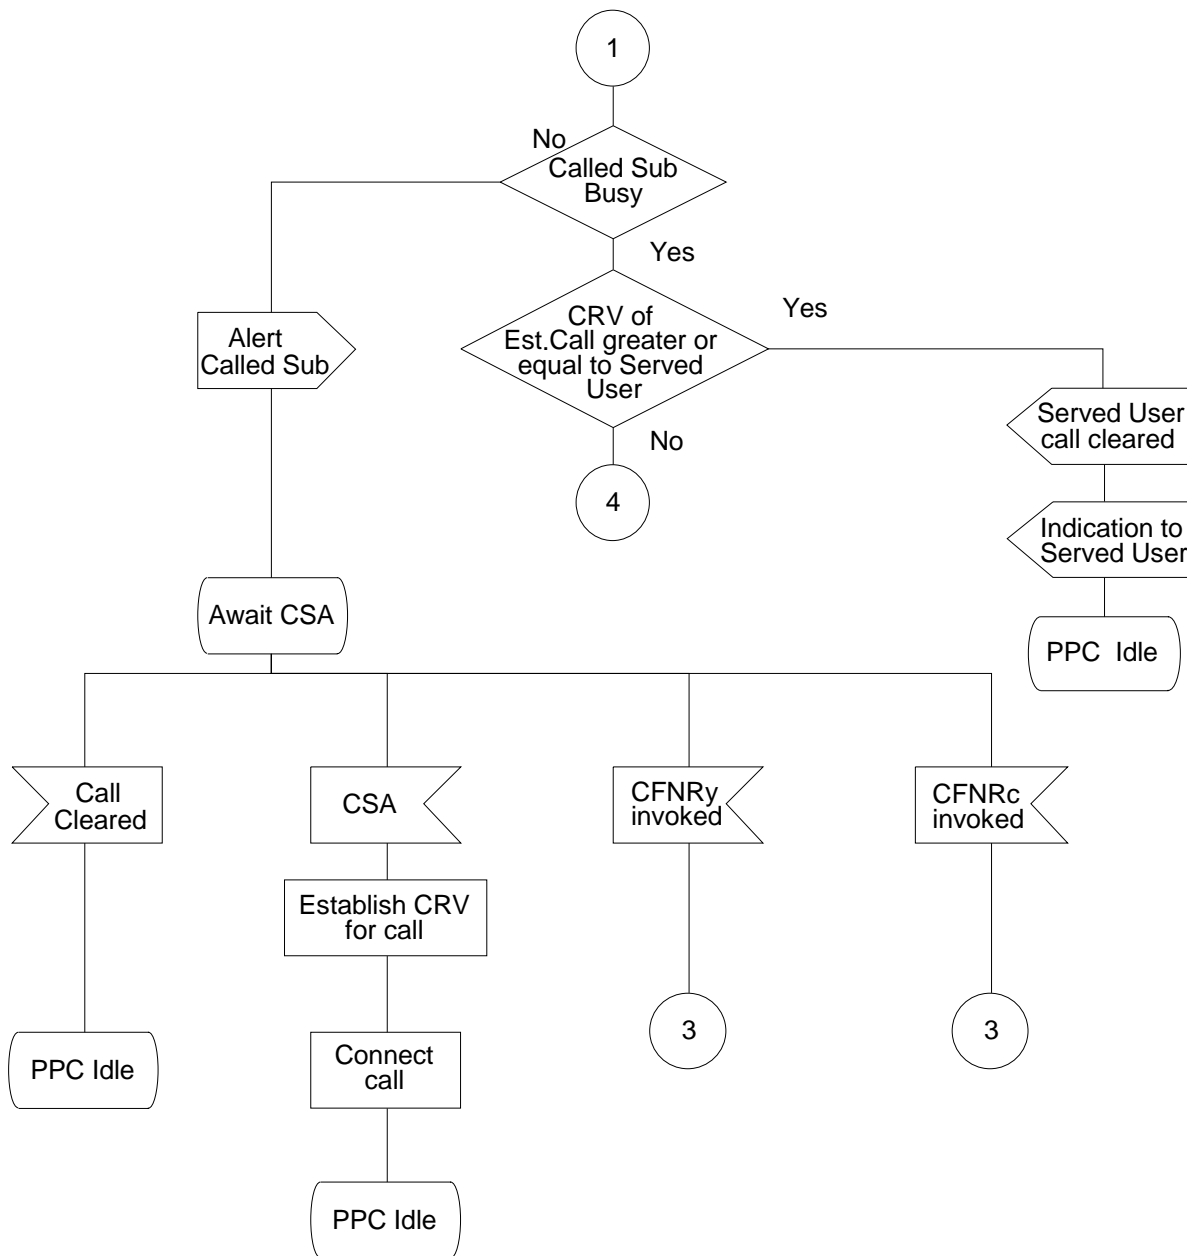 1
No
Called Sub
Busy
Yes
CRV of
Est.Call greater or
equal to Served
User
Yes
No
4
Alert
Called Sub
Served User
call cleared
Indication to
Served User
PPC  Idle
Await CSA
Call
Cleared
CSA
CFNRy
invoked
CFNRc
invoked
Establish CRV
for call
3
3
PPC Idle
Connect
call
PPC Idle